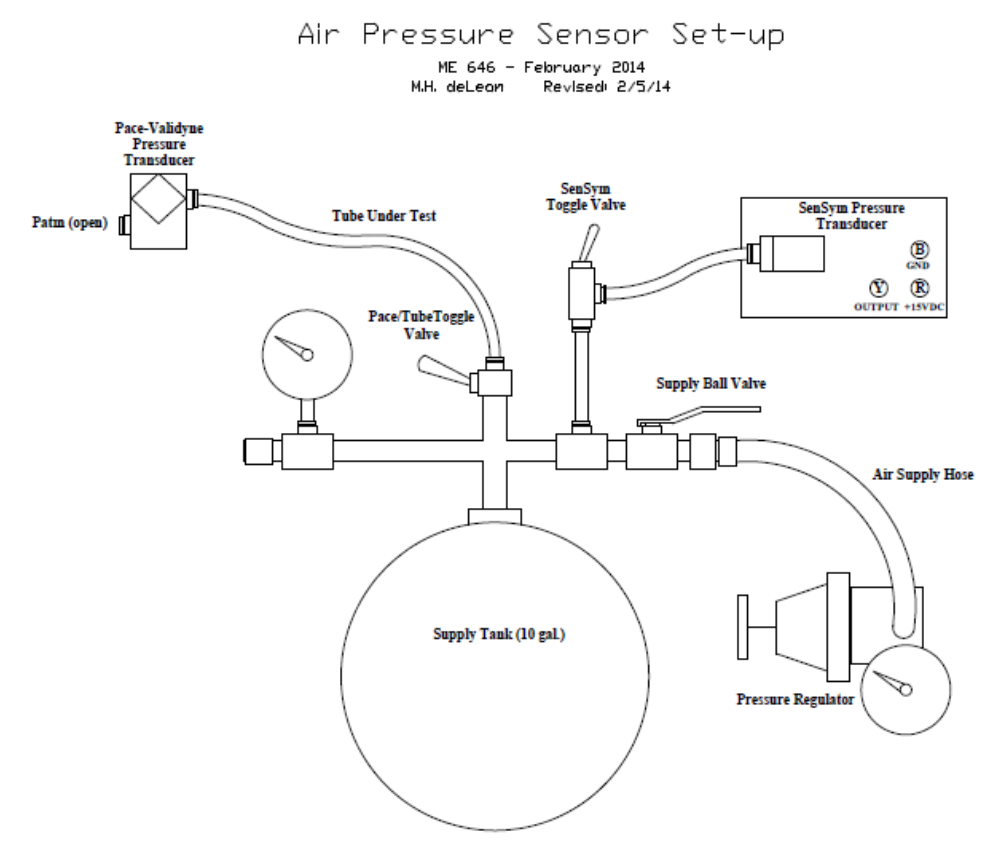 Air Pressure Sensor Set-up
ME 646 - February 2014
M.H. deLeon Revised: 2/5/14
Pace-Validyne
Pressure
Transducer
Patm (open)
Tube Under Test
SenSym
Toggle Valve
SenSym Pressure
Transducer
B
GND
Y
R
OUTPUT +15VDC
Pace/TubeToggle
Valve
Supply Ball Valve
Air Supply Hose
Supply Tank (10 gal.)
Pressure Regulator